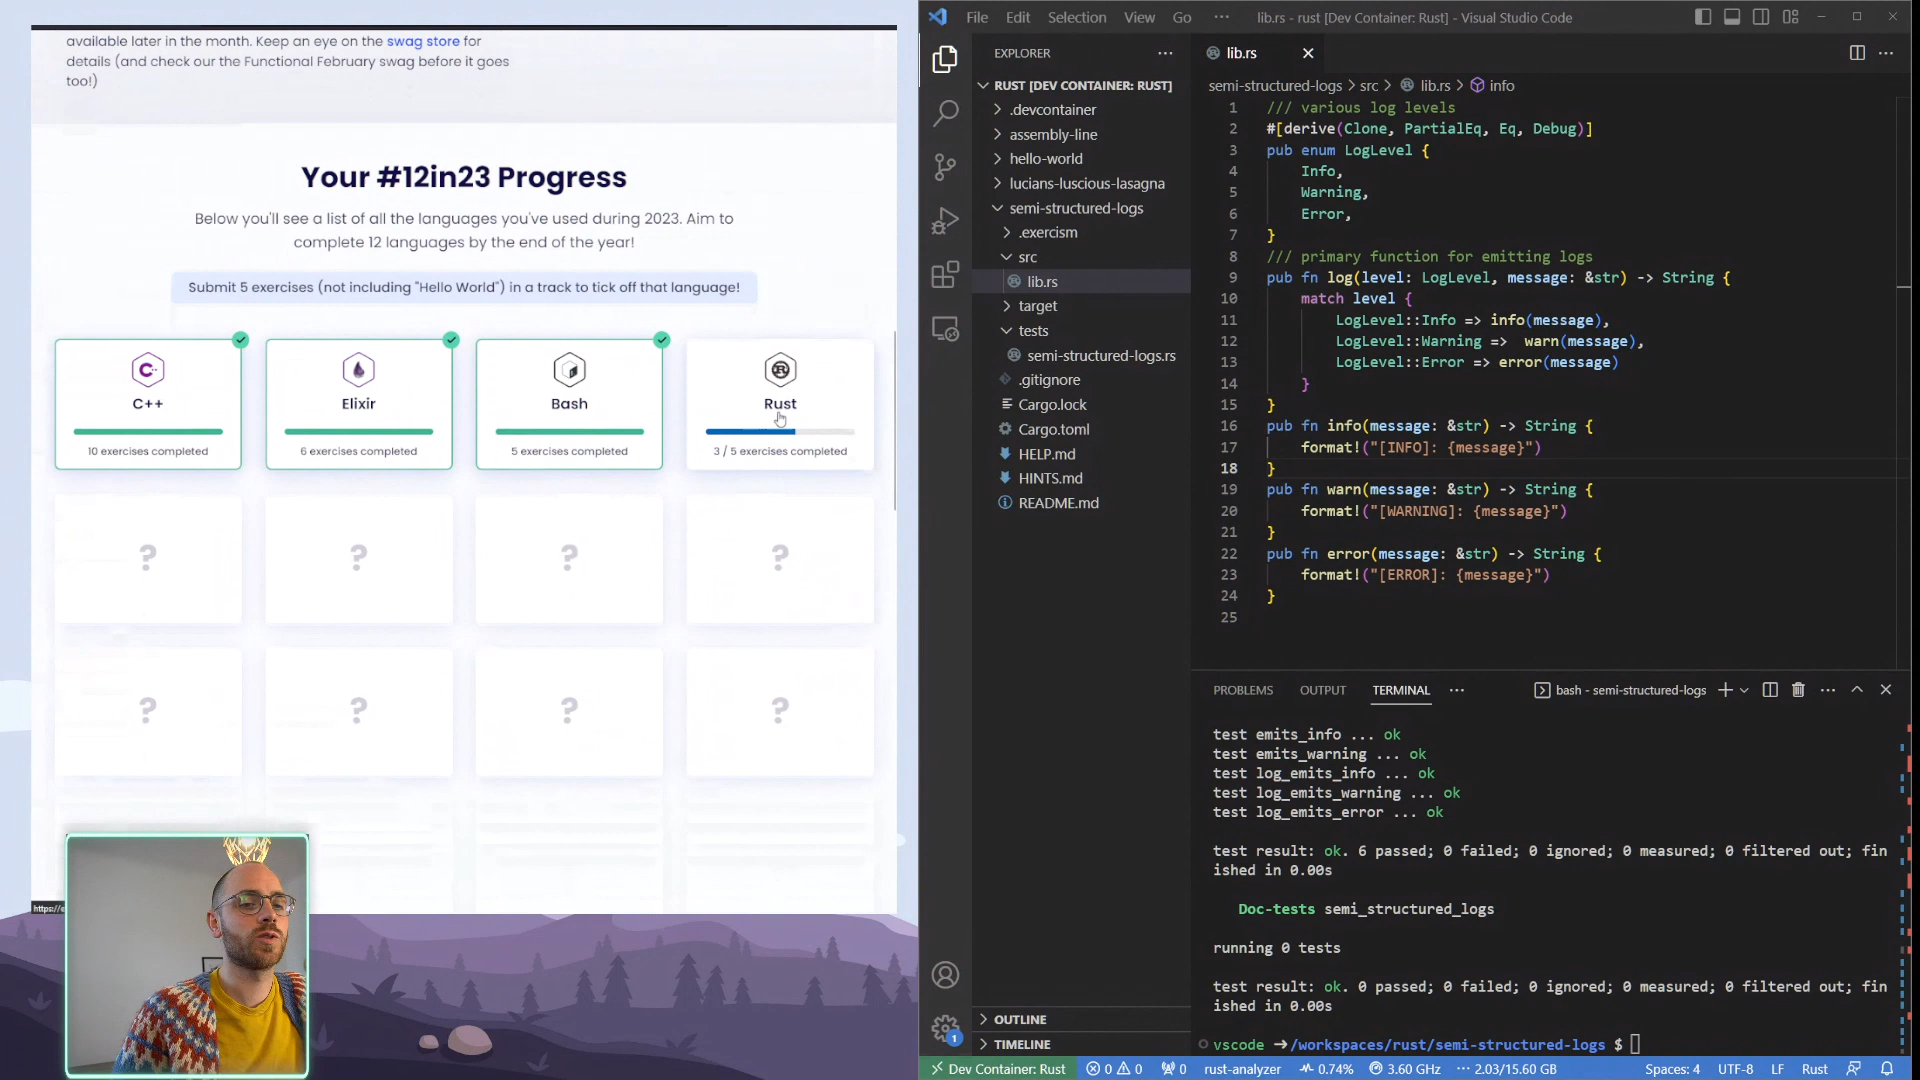 available later in the month. Keep an eye on the swag store for
details (and check our the Functional February swag before it goes
too!)
Your #12in23 Progress
Below you'll see a list of all the languages you've used during 2023. Aim to
complete 12 languages by the end of the year!
Submit 5 exercises (not including "Hello World") in a track to tick off that language!
C++
10 exercises completed
Elixir
6 exercises completed
Bash
5 exercises completed
Rust
3 / 5 exercises completed
? ? ? ?
? ? ? ?
File Edit Selection View Go ··· lib.rs - rust [Dev Container: Rust] - Visual Studio Code
EXPLORER ···
RUST [DEV CONTAINER: RUST]
.devcontainer
assembly-line
hello-world
lucians-luscious-lasagna
semi-structured-logs
.exercism
src
lib.rs
target
tests
semi-structured-logs.rs
.gitignore
Cargo.lock
Cargo.toml
HELP.md
HINTS.md
README.md
OUTLINE
TIMELINE
lib.rs
semi-structured-logs > src > lib.rs > info
1 /// various log levels
2 #[derive(Clone, PartialEq, Eq, Debug)]
3 pub enum LogLevel {
4 Info,
5 Warning,
6 Error,
7 }
8 /// primary function for emitting logs
9 pub fn log(level: LogLevel, message: &str) -> String {
10 match level {
11 LogLevel::Info => info(message),
12 LogLevel::Warning =>  warn(message),
13 LogLevel::Error => error(message)
14 }
15 }
16 pub fn info(message: &str) -> String {
17 format!("[INFO]: {message}")
18 }
19 pub fn warn(message: &str) -> String {
20 format!("[WARNING]: {message}")
21 }
22 pub fn error(message: &str) -> String {
23 format!("[ERROR]: {message}")
24 }
25
PROBLEMS OUTPUT TERMINAL ··· bash - semi-structured-logs
test emits_info ... ok
test emits_warning ... ok
test log_emits_info ... ok
test log_emits_warning ... ok
test log_emits_error ... ok
test result: ok. 6 passed; 0 failed; 0 ignored; 0 measured; 0 filtered out; fin
ished in 0.00s
Doc-tests semi_structured_logs
running 0 tests
test result: ok. 0 passed; 0 failed; 0 ignored; 0 measured; 0 filtered out; fin
ished in 0.00s
vscode ➜/workspaces/rust/semi-structured-logs $
1
Dev Container: Rust 0 0 0 rust-analyzer 0.74% 3.60 GHz 2.03/15.60 GB Spaces: 4 UTF-8 LF Rust